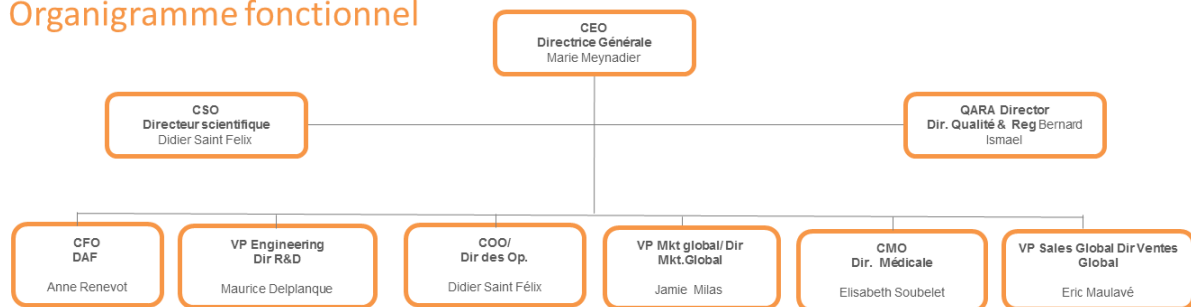 Organigramme fonctionnel
CEO
Directrice Générale
Marie Meynadier
CSO
Directeur scientifique
Didier Saint Felix
QARA Director
Dir. Qualité & Reg Bernard
Ismael
CFO
DAF
Anne Renevot
VP Engineering
Dir R&D
Maurice Delplanque
COO/
Dir des Op.
Didier Saint Félix
VP Mkt global/ Dir
Mkt.Global
Jamie Milas
CMO
Dir. Médicale
Elisabeth Soubelet
VP Sales Global Dir Ventes
Global
Eric Maulavé